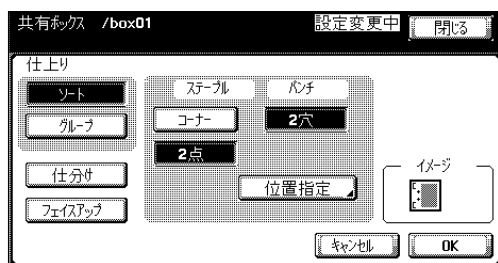 共有ボックス /box01 設定変更中 閉じる
仕上り
ソート ステープル パンチ
グループ コーナー 2穴
2点
仕分け 位置指定 イメージ
フェイスアップ
キャンセル OK